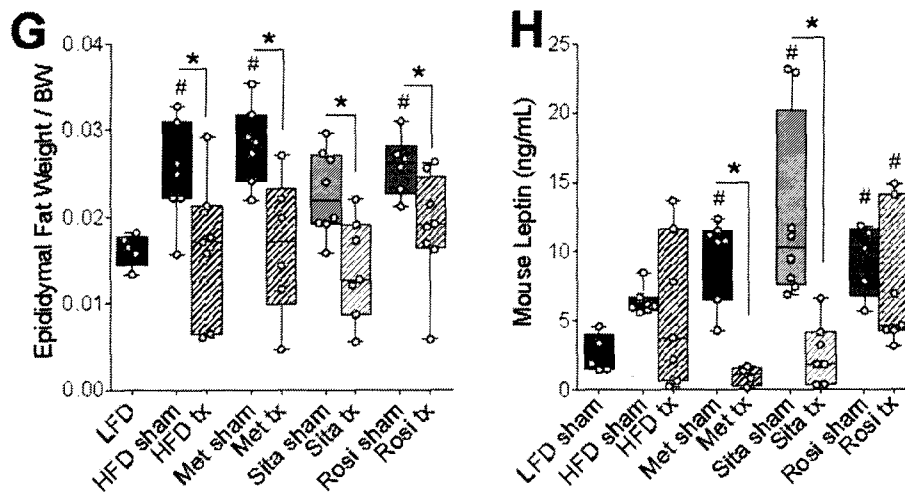 G
Epididymal Fat Weight / BW
0.04
0.03
0.02
0.01
0.00
#
*
#
*
*
#
*
LFD
HFD sham
HFD tx
Met sham
Met tx
Sita sham
Sita tx
Rosi sham
Rosi tx
H
Mouse Leptin (ng/mL)
25
20
15
10
5
0
#
*
#
*
#
#
LFD sham
HFD sham
HFD tx
Met sham
Met tx
Sita sham
Sita tx
Rosi sham
Rosi tx